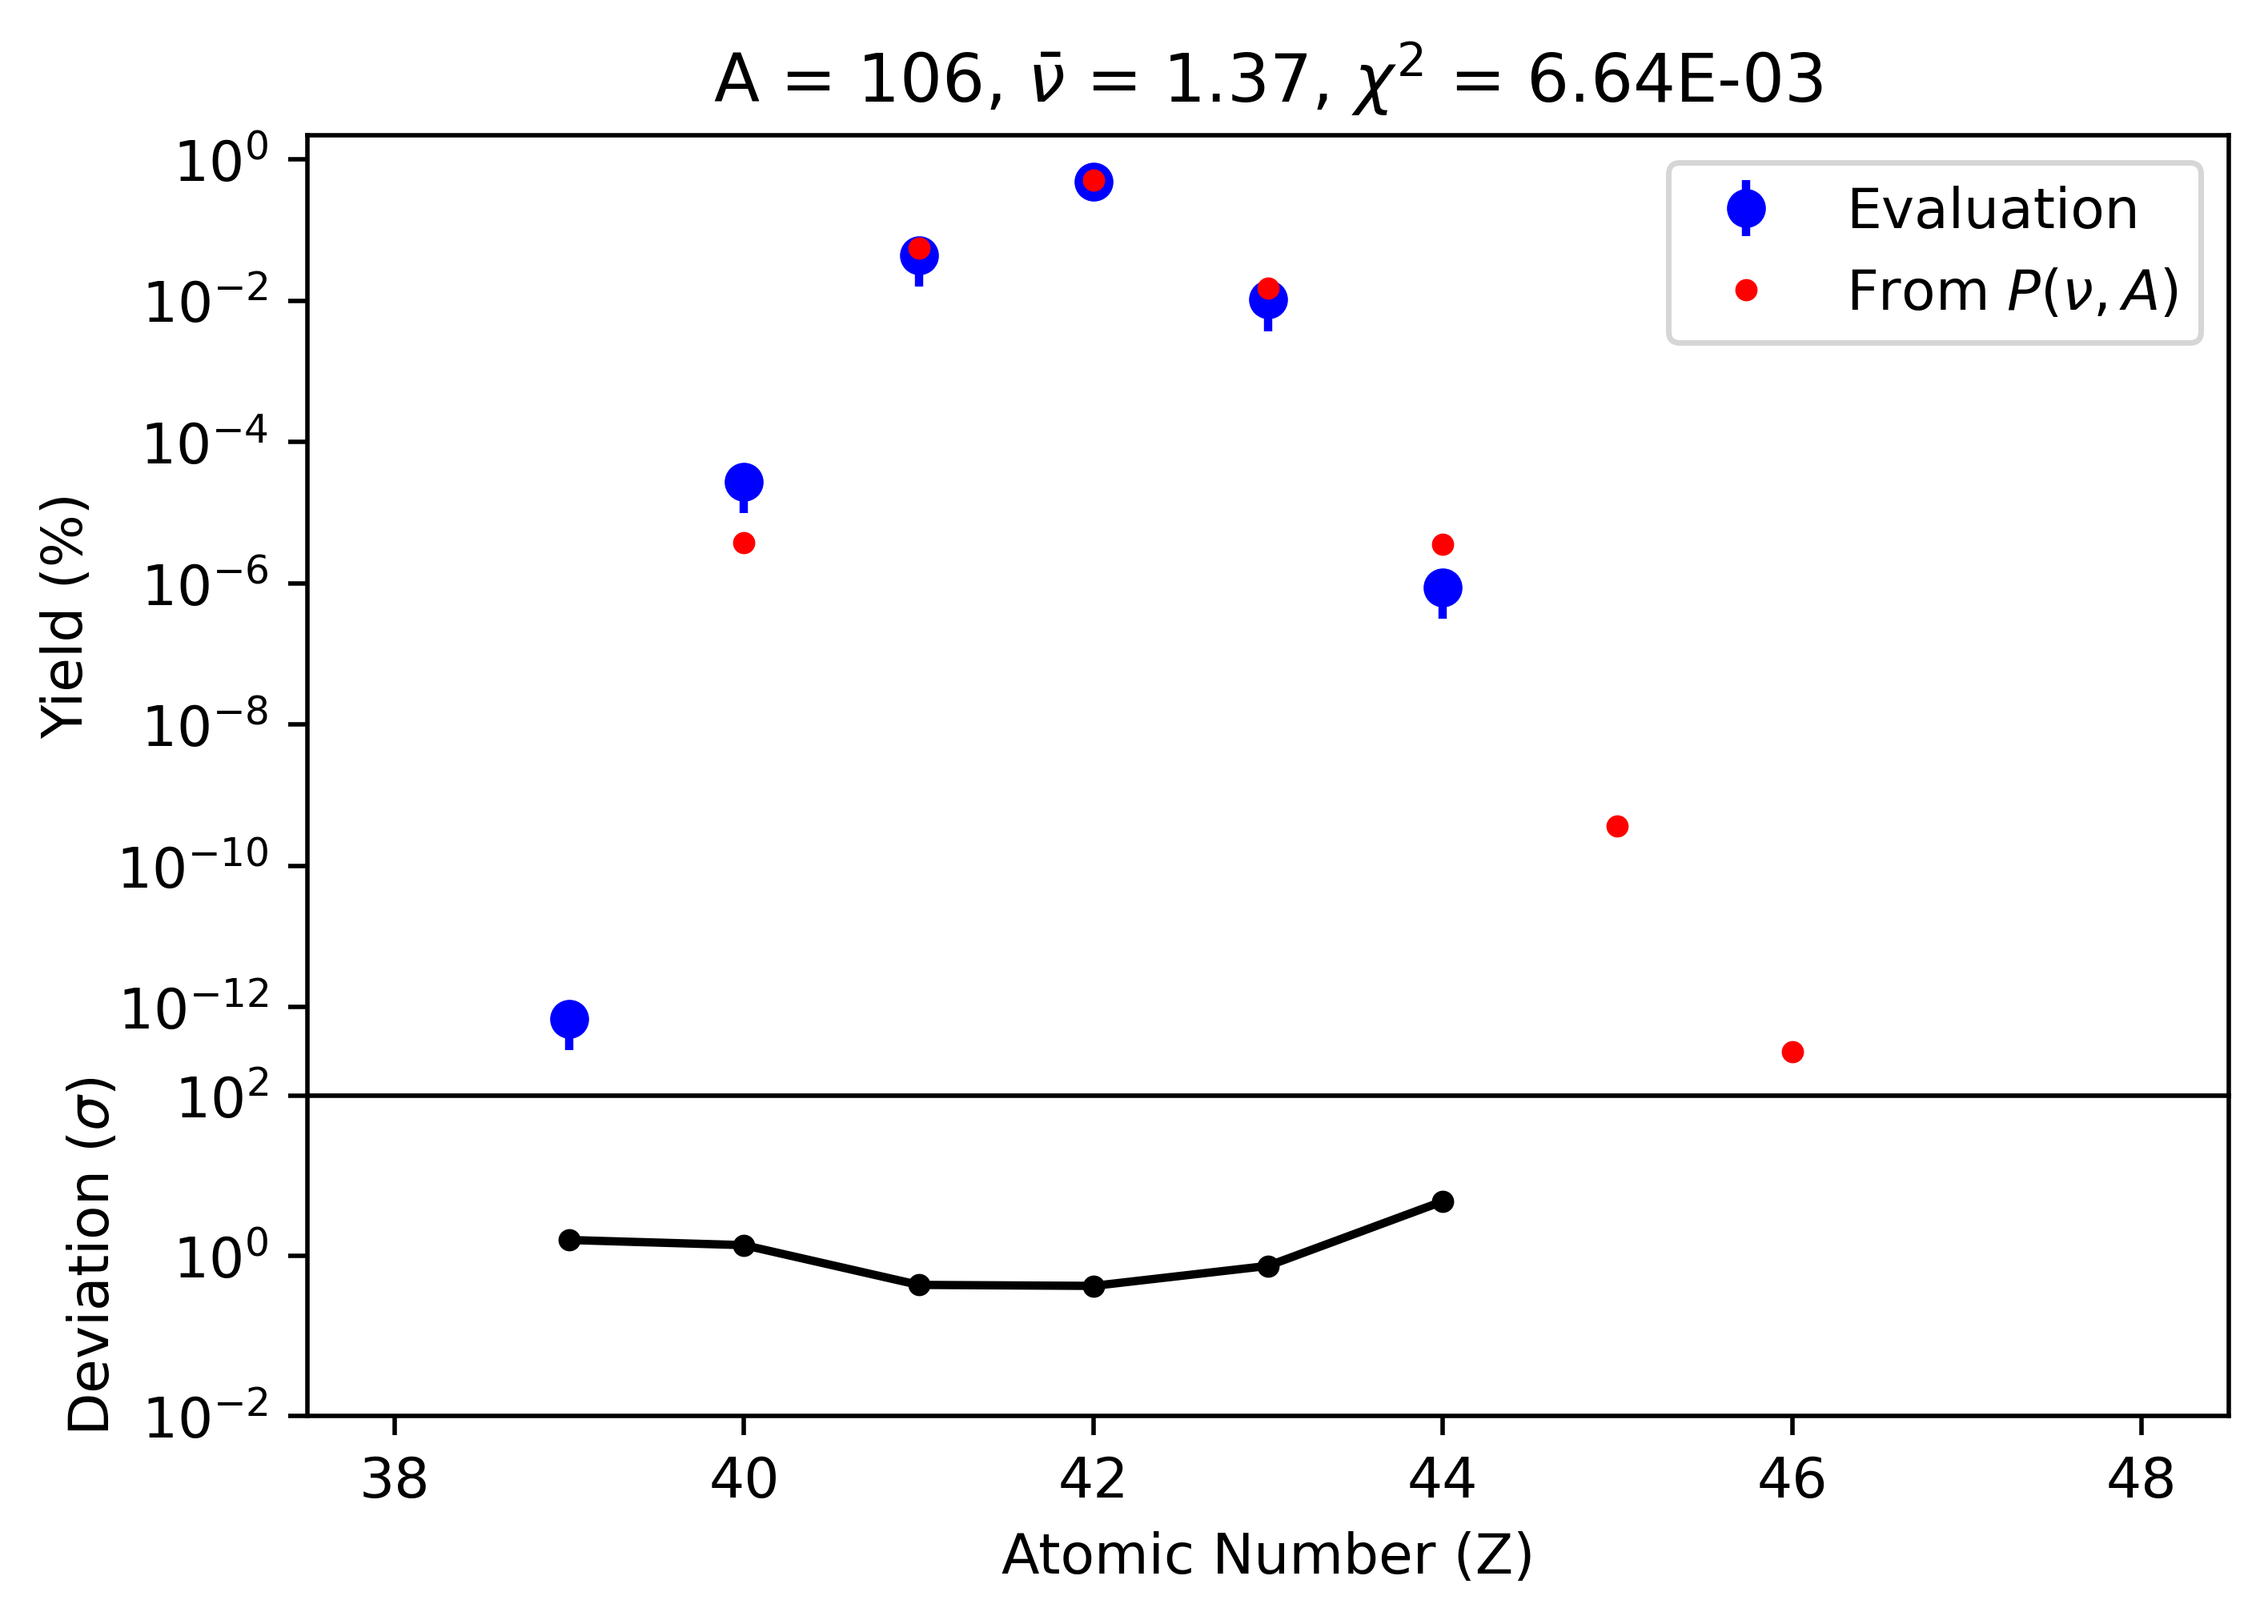 A = 106, ν̄ = 1.37, χ² = 6.64E-03
Evaluation
From P(ν, A)
Yield (%)
10⁰
10⁻²
10⁻⁴
10⁻⁶
10⁻⁸
10⁻¹⁰
10⁻¹²
Deviation (σ)
10²
10⁰
10⁻²
38 40 42 44 46 48
Atomic Number (Z)